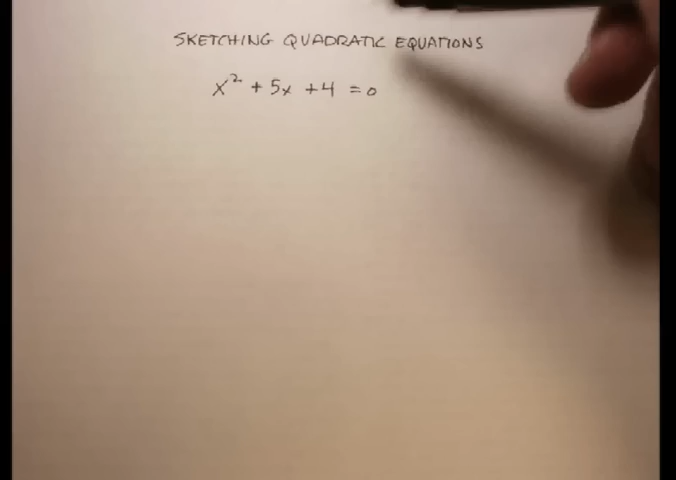 SKETCHING QUADRATIC EQUATIONS
x² + 5x + 4 = 0